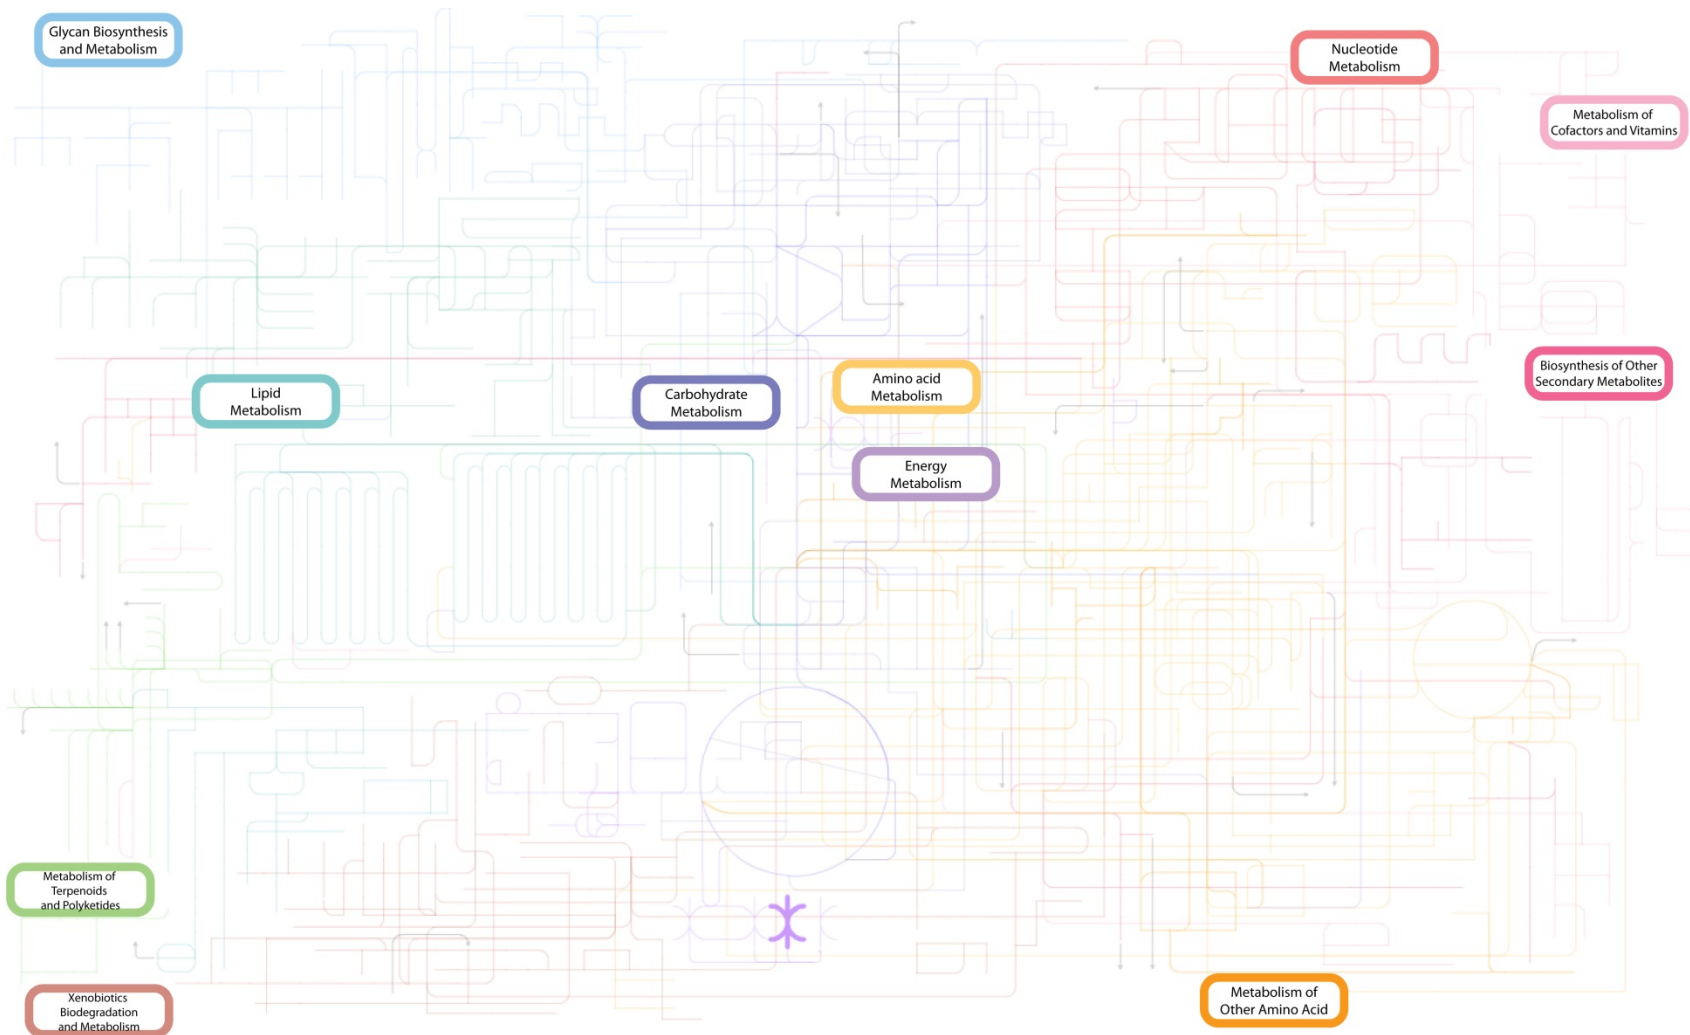 Glycan Biosynthesis
and Metabolism
Nucleotide
Metabolism
Metabolism of
Cofactors and Vitamins
Biosynthesis of Other
Secondary Metabolites
Lipid
Metabolism
Carbohydrate
Metabolism
Amino acid
Metabolism
Energy
Metabolism
Metabolism of
Terpenoids
and Polyketides
Xenobiotics
Biodegradation
and Metabolism
Metabolism of
Other Amino Acid